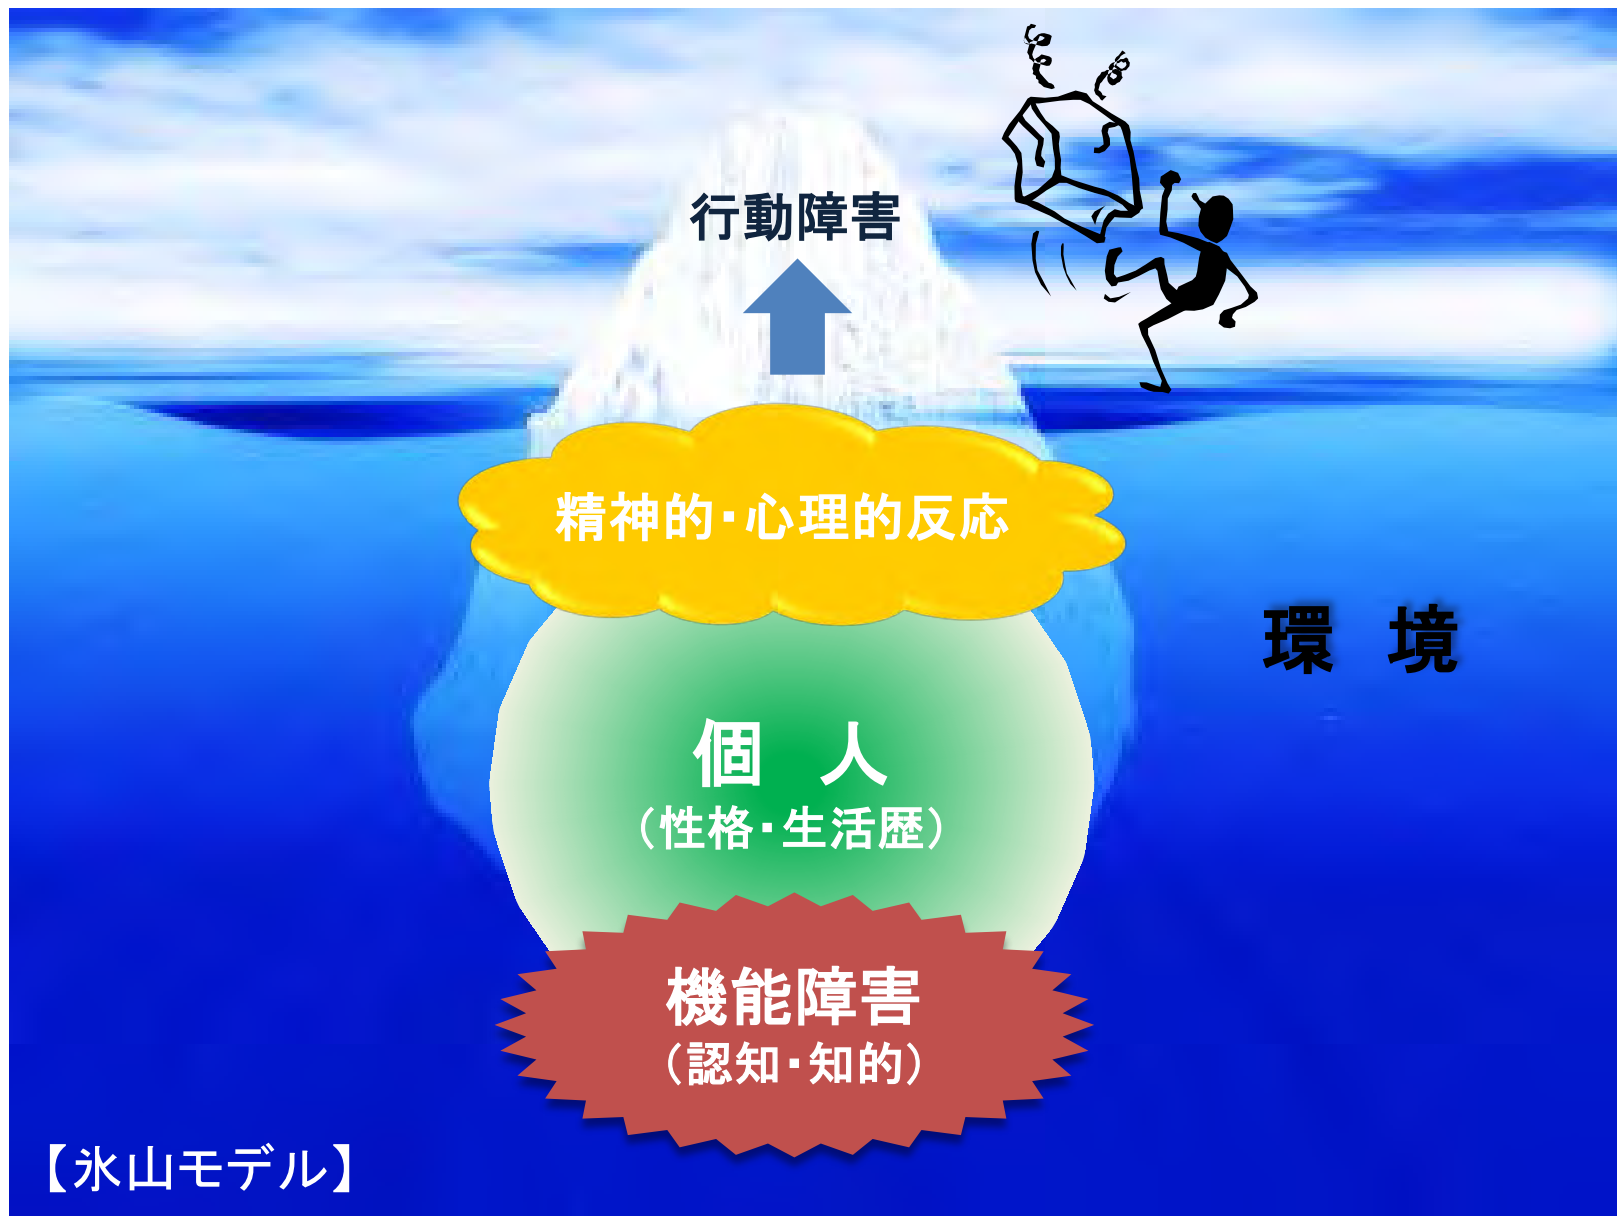 行動障害
精神的・心理的反応
環　境
個　人
（性格・生活歴）
機能障害
（認知・知的）
【氷山モデル】